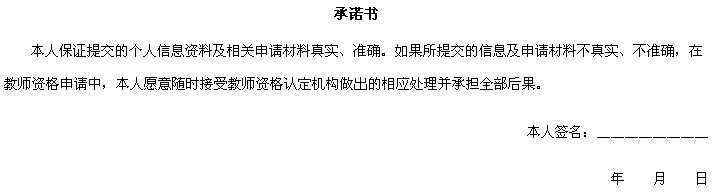 承诺书
本人保证提交的个人信息资料及相关申请材料真实、准确。如果所提交的信息及申请材料不真实、不准确，在
教师资格申请中，本人愿意随时接受教师资格认定机构做出的相应处理并承担全部后果。
本人签名：________________
年 月 日